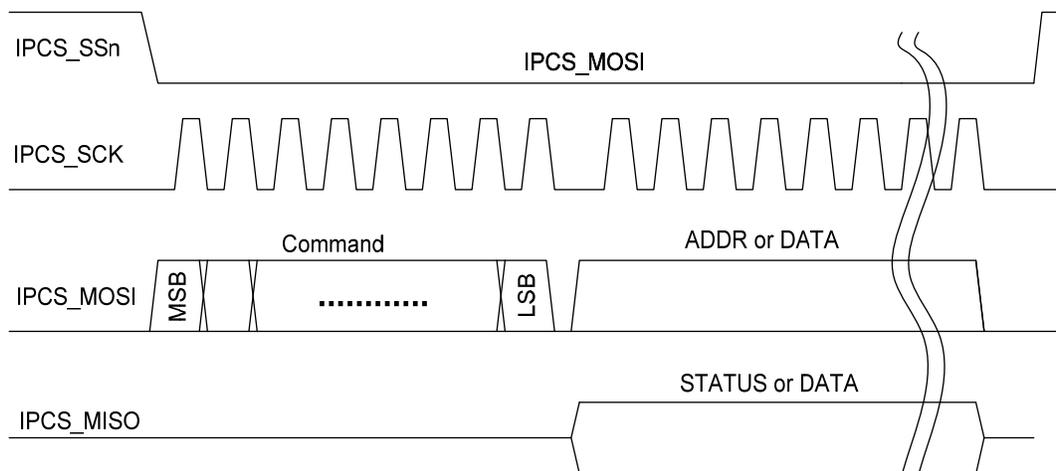 IPCS_SSn
IPCS_MOSI
IPCS_SCK
Command
ADDR or DATA
IPCS_MOSI
MSB
............
LSB
STATUS or DATA
IPCS_MISO